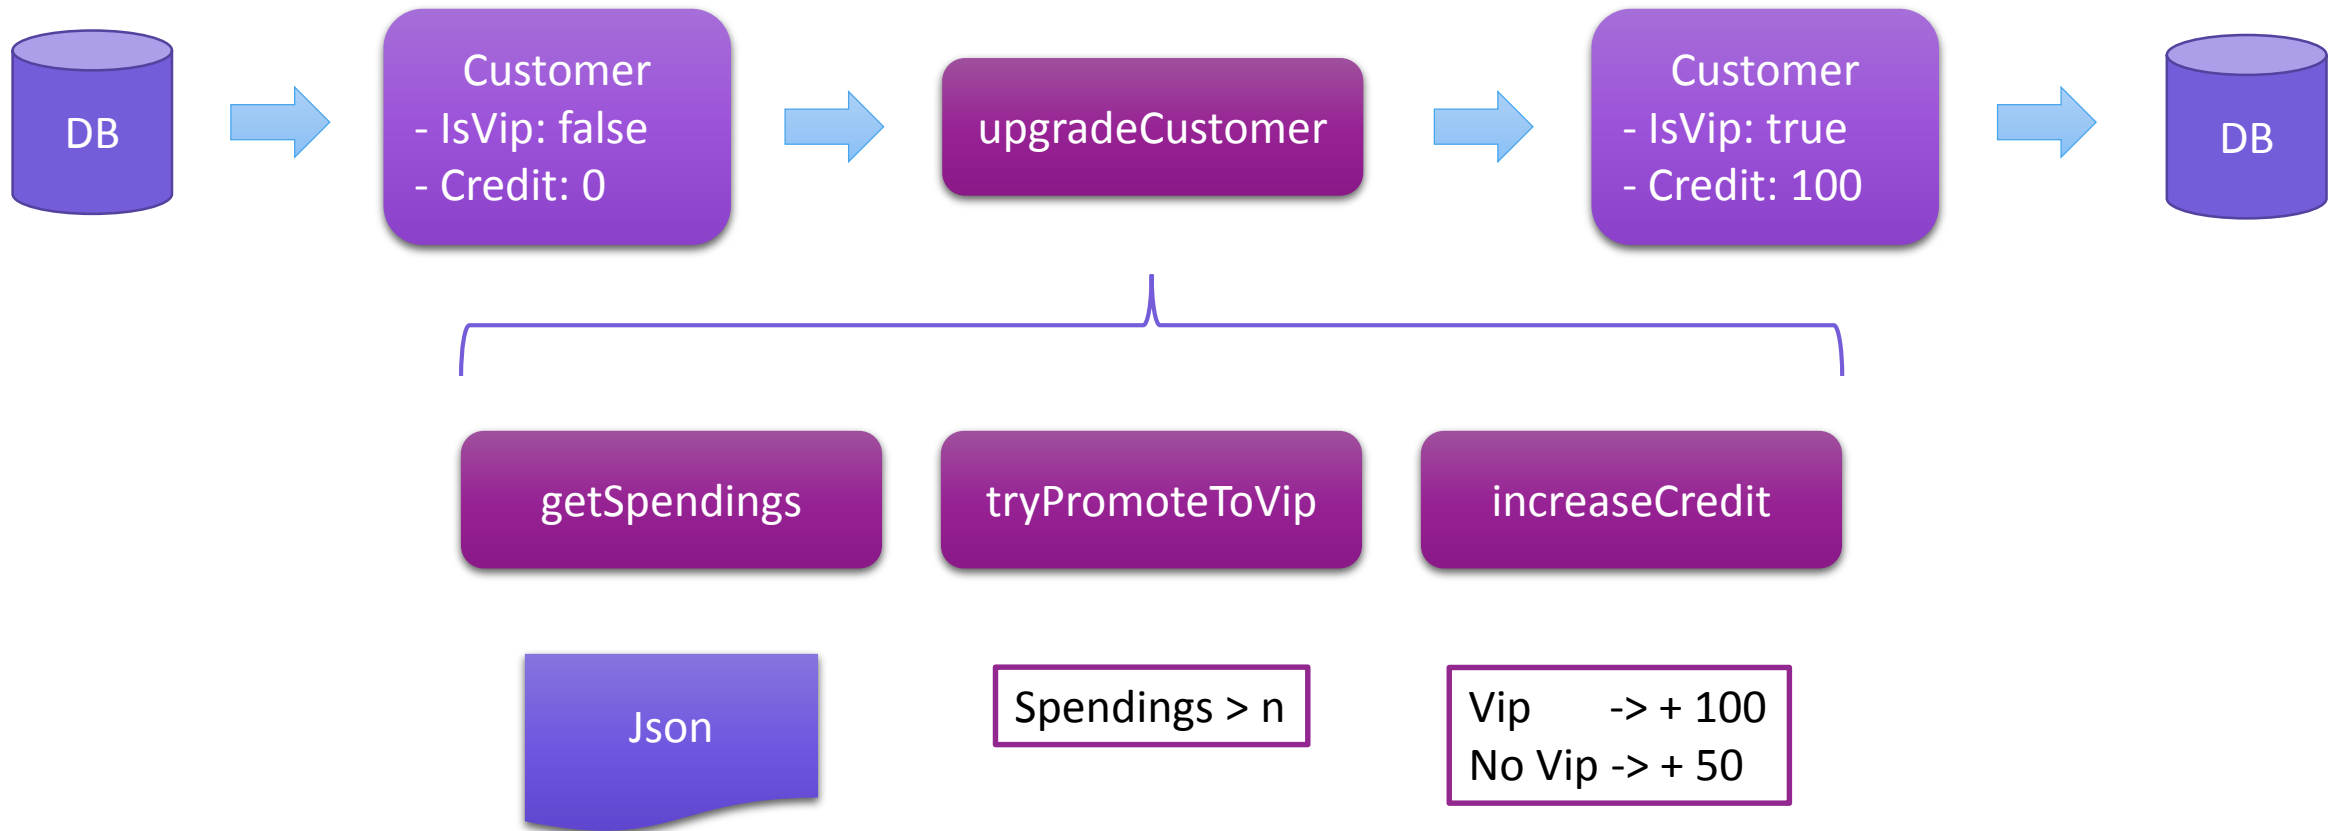 DB
Customer
- IsVip: false
- Credit: 0
upgradeCustomer
Customer
- IsVip: true
- Credit: 100
DB
getSpendings
tryPromoteToVip
increaseCredit
Json
Spendings > n
Vip -> + 100
No Vip -> + 50